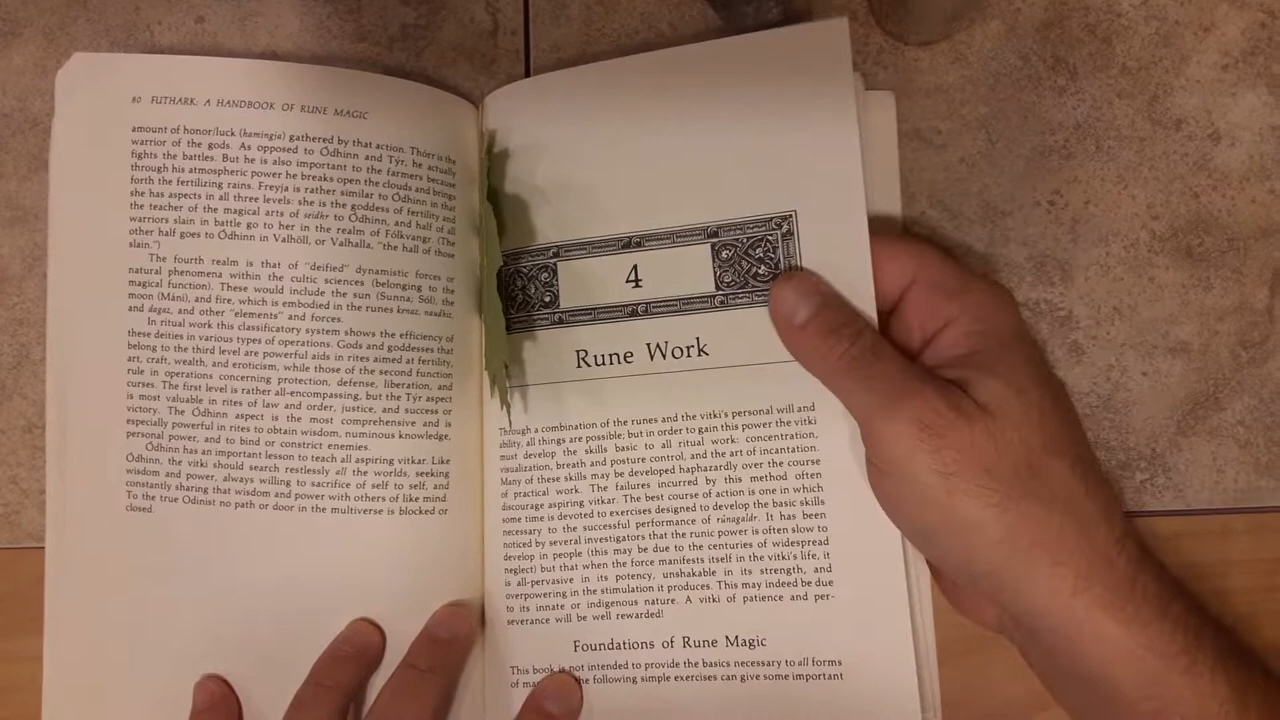 80 FUTHARK: A HANDBOOK OF RUNE MAGIC
amount of honor/luck (hamingja) gathered by that action. Thórr is the
warrior of the gods. As opposed to Ódhinn and Týr, he actually
fights the battles. But he is also important to the farmers because
through his atmospheric power he breaks open the clouds and brings
forth the fertilizing rains. Freyja is rather similar to Ódhinn in that
she has aspects in all three levels: she is the goddess of fertility and
the teacher of the magical arts of seidhr to Ódhinn, and half of all
warriors slain in battle go to her in the realm of Fólkvangr. (The
other half goes to Ódhinn in Valhöll, or Valhalla, "the hall of those
slain.")
The fourth realm is that of "deified" dynamistic forces or
natural phenomena within the cultic sciences (belonging to the
magical function). These would include the sun (Sunna; Sól), the
moon (Máni), and fire, which is embodied in the runes kenaz, naudhiz,
and dagaz, and other "elements" and forces.
In ritual work this classificatory system shows the efficiency of
these deities in various types of operations. Gods and goddesses that
belong to the third level are powerful aids in rites aimed at fertility,
art, craft, wealth, and eroticism, while those of the second function
rule in operations concerning protection, defense, liberation, and
curses. The first level is rather all-encompassing, but the Týr aspect
is most valuable in rites of law and order, justice, and success or
victory. The Ódhinn aspect is the most comprehensive and is
especially powerful in rites to obtain wisdom, numinous knowledge,
personal power, and to bind or constrict enemies.
Ódhinn has an important lesson to teach all aspiring vitkar. Like
Ódhinn, the vitki should search restlessly all the worlds, seeking
wisdom and power, always willing to sacrifice of self to self, and
constantly sharing that wisdom and power with others of like mind.
To the true Odinist no path or door in the multiverse is blocked or
closed.
4
Rune Work
Through a combination of the runes and the vitki's personal will and
ability, all things are possible; but in order to gain this power the vitki
must develop the skills basic to all ritual work: concentration,
visualization, breath and posture control, and the art of incantation.
Many of these skills may be developed haphazardly over the course
of practical work. The failures incurred by this method often
discourage aspiring vitkar. The best course of action is one in which
some time is devoted to exercises designed to develop the basic skills
necessary to the successful performance of rúnagaldr. It has been
noticed by several investigators that the runic power is often slow to
develop in people (this may be due to the centuries of widespread
neglect) but that when the force manifests itself in the vitki's life, it
is all-pervasive in its potency, unshakable in its strength, and
overpowering in the stimulation it produces. This may indeed be due
to its innate or indigenous nature. A vitki of patience and per-
severance will be well rewarded!
Foundations of Rune Magic
This book is not intended to provide the basics necessary to all forms
of the following simple exercises can give some important